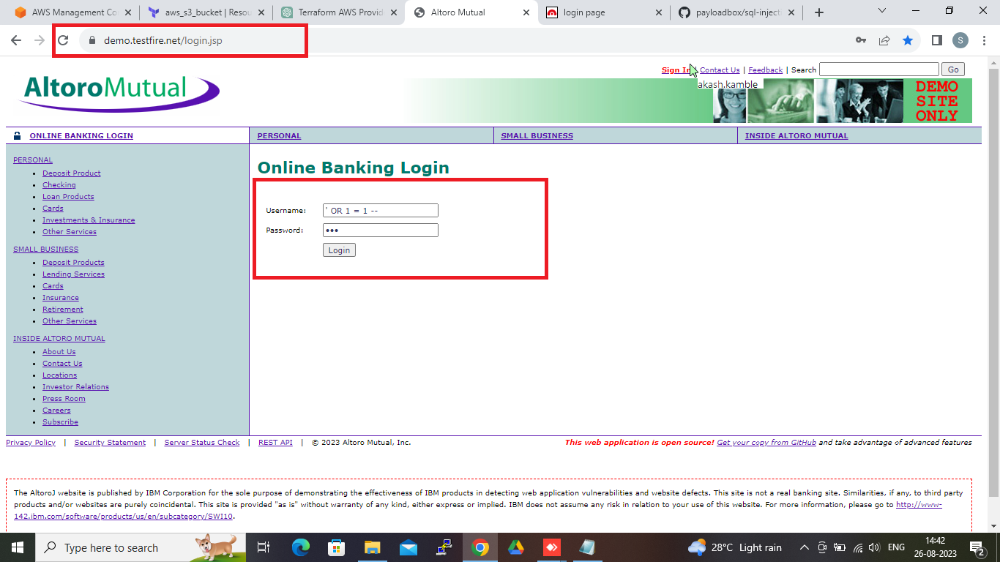 AWS Management Co
aws_s3_bucket | Resou
Terraform AWS Provid
Altoro Mutual
login page
payloadbox/sql-inject
demo.testfire.net/login.jsp
S
Sign In | Contact Us | Feedback | Search
Go
akash.kamble
AltoroMutual
DEMO
SITE
ONLY
ONLINE BANKING LOGIN
PERSONAL
SMALL BUSINESS
INSIDE ALTORO MUTUAL
PERSONAL
Deposit Product
Checking
Loan Products
Cards
Investments & Insurance
Other Services
SMALL BUSINESS
Deposit Products
Lending Services
Cards
Insurance
Retirement
Other Services
INSIDE ALTORO MUTUAL
About Us
Contact Us
Locations
Investor Relations
Press Room
Careers
Subscribe
Online Banking Login
Username: ' OR 1 = 1 --
Password: •••
Login
Privacy Policy | Security Statement | Server Status Check | REST API | © 2023 Altoro Mutual, Inc.
This web application is open source! Get your copy from GitHub and take advantage of advanced features
The AltoroJ website is published by IBM Corporation for the sole purpose of demonstrating the effectiveness of IBM products in detecting web application vulnerabilities and website defects. This site is not a real banking site. Similarities, if any, to third party
products and/or websites are purely coincidental. This site is provided "as is" without warranty of any kind, either express or implied. IBM does not assume any risk in relation to your use of this website. For more information, please go to http://www-
142.ibm.com/software/products/us/en/subcategory/SWI10.
Type here to search
28°C Light rain
ENG
14:42
26-08-2023
2